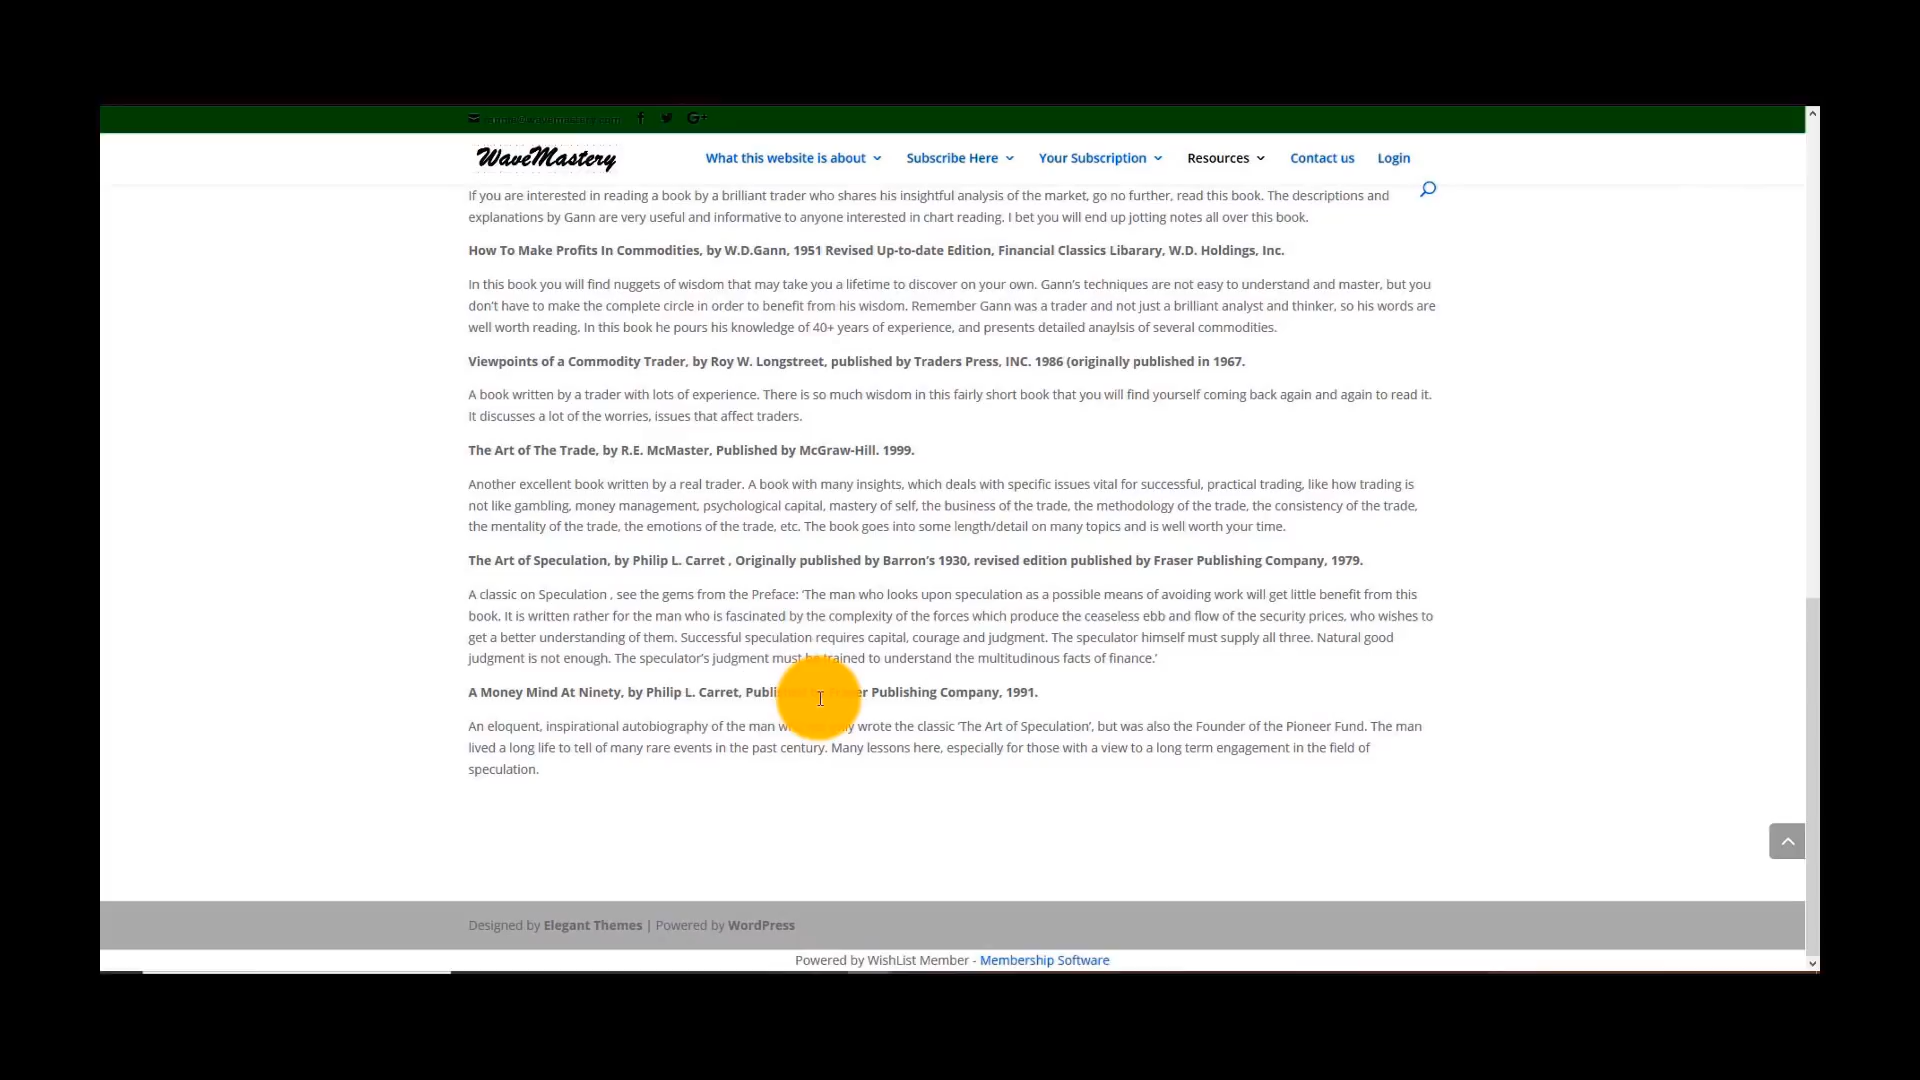 WaveMastery
What this website is about
Subscribe Here
Your Subscription
Resources
Contact us
Login
If you are interested in reading a book by a brilliant trader who shares his insightful analysis of the market, go no further, read this book. The descriptions and
explanations by Gann are very useful and informative to anyone interested in chart reading. I bet you will end up jotting notes all over this book.
How To Make Profits In Commodities, by W.D.Gann, 1951 Revised Up-to-date Edition, Financial Classics Libarary, W.D. Holdings, Inc.
In this book you will find nuggets of wisdom that may take you a lifetime to discover on your own. Gann’s techniques are not easy to understand and master, but you
don’t have to make the complete circle in order to benefit from his wisdom. Remember Gann was a trader and not just a brilliant analyst and thinker, so his words are
well worth reading. In this book he pours his knowledge of 40+ years of experience, and presents detailed anaylsis of several commodities.
Viewpoints of a Commodity Trader, by Roy W. Longstreet, published by Traders Press, INC. 1986 (originally published in 1967.
A book written by a trader with lots of experience. There is so much wisdom in this fairly short book that you will find yourself coming back again and again to read it.
It discusses a lot of the worries, issues that affect traders.
The Art of The Trade, by R.E. McMaster, Published by McGraw-Hill. 1999.
Another excellent book written by a real trader. A book with many insights, which deals with specific issues vital for successful, practical trading, like how trading is
not like gambling, money management, psychological capital, mastery of self, the business of the trade, the methodology of the trade, the consistency of the trade,
the mentality of the trade, the emotions of the trade, etc. The book goes into some length/detail on many topics and is well worth your time.
The Art of Speculation, by Philip L. Carret , Originally published by Barron’s 1930, revised edition published by Fraser Publishing Company, 1979.
A classic on Speculation , see the gems from the Preface: ‘The man who looks upon speculation as a possible means of avoiding work will get little benefit from this
book. It is written rather for the man who is fascinated by the complexity of the forces which produce the ceaseless ebb and flow of the security prices, who wishes to
get a better understanding of them. Successful speculation requires capital, courage and judgment. The speculator himself must supply all three. Natural good
judgment is not enough. The speculator’s judgment must be trained to understand the multitudinous facts of finance.’
A Money Mind At Ninety, by Philip L. Carret, Publishing Company, 1991.
An eloquent, inspirational autobiography of the man wrote the classic ‘The Art of Speculation’, but was also the Founder of the Pioneer Fund. The man
lived a long life to tell of many rare events in the past century. Many lessons here, especially for those with a view to a long term engagement in the field of
speculation.
Designed by Elegant Themes | Powered by WordPress
Powered by WishList Member - Membership Software